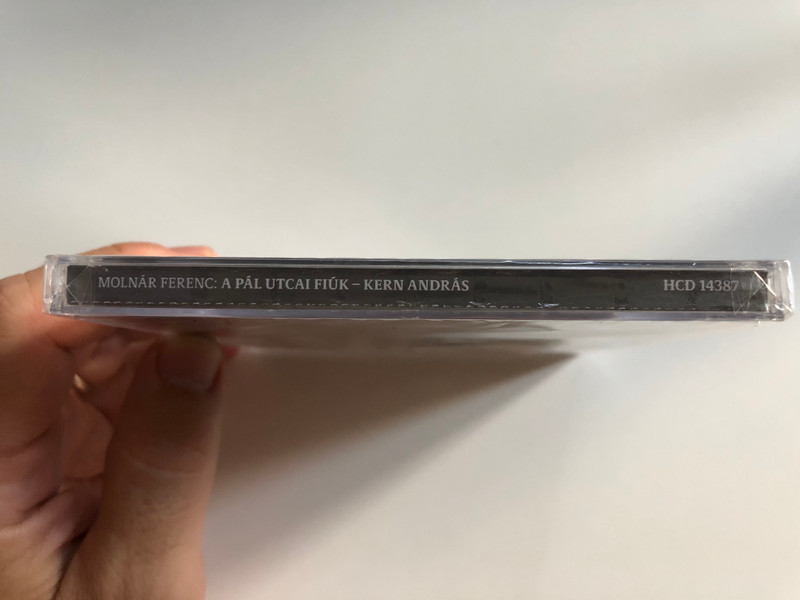 MOLNÁR FERENC: A PÁL UTCAI FIÚK – KERN ANDRÁS HCD 14387